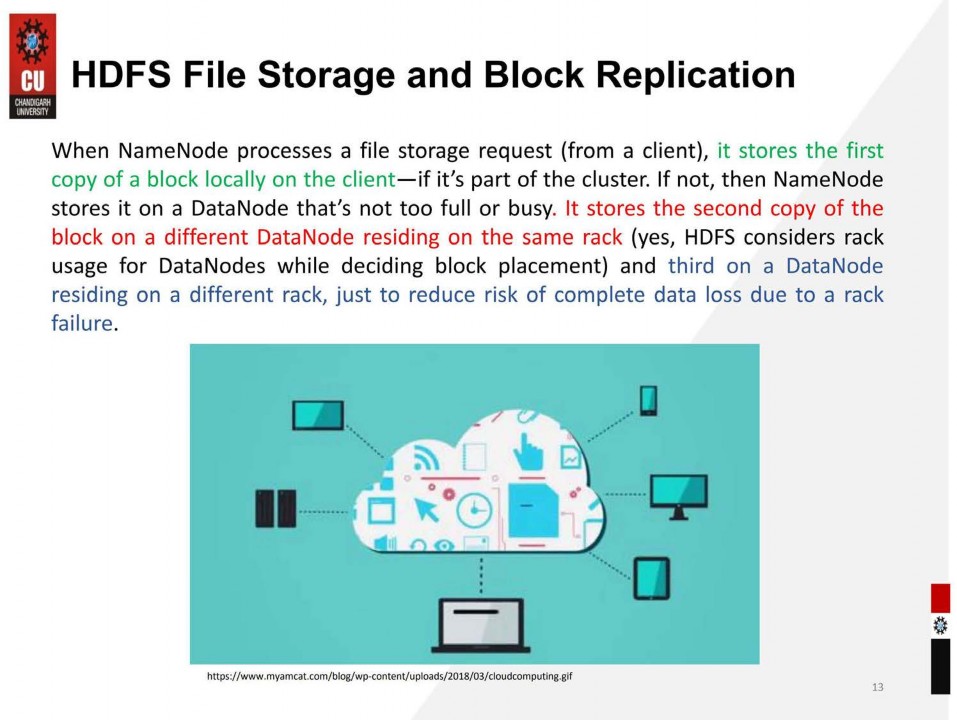 CU
CHANDIGARH
UNIVERSITY
HDFS File Storage and Block Replication
When NameNode processes a file storage request (from a client), it stores the first
copy of a block locally on the client—if it's part of the cluster. If not, then NameNode
stores it on a DataNode that's not too full or busy. It stores the second copy of the
block on a different DataNode residing on the same rack (yes, HDFS considers rack
usage for DataNodes while deciding block placement) and third on a DataNode
residing on a different rack, just to reduce risk of complete data loss due to a rack
failure.
https://www.myamcat.com/blog/wp-content/uploads/2018/03/cloudcomputing.gif
13